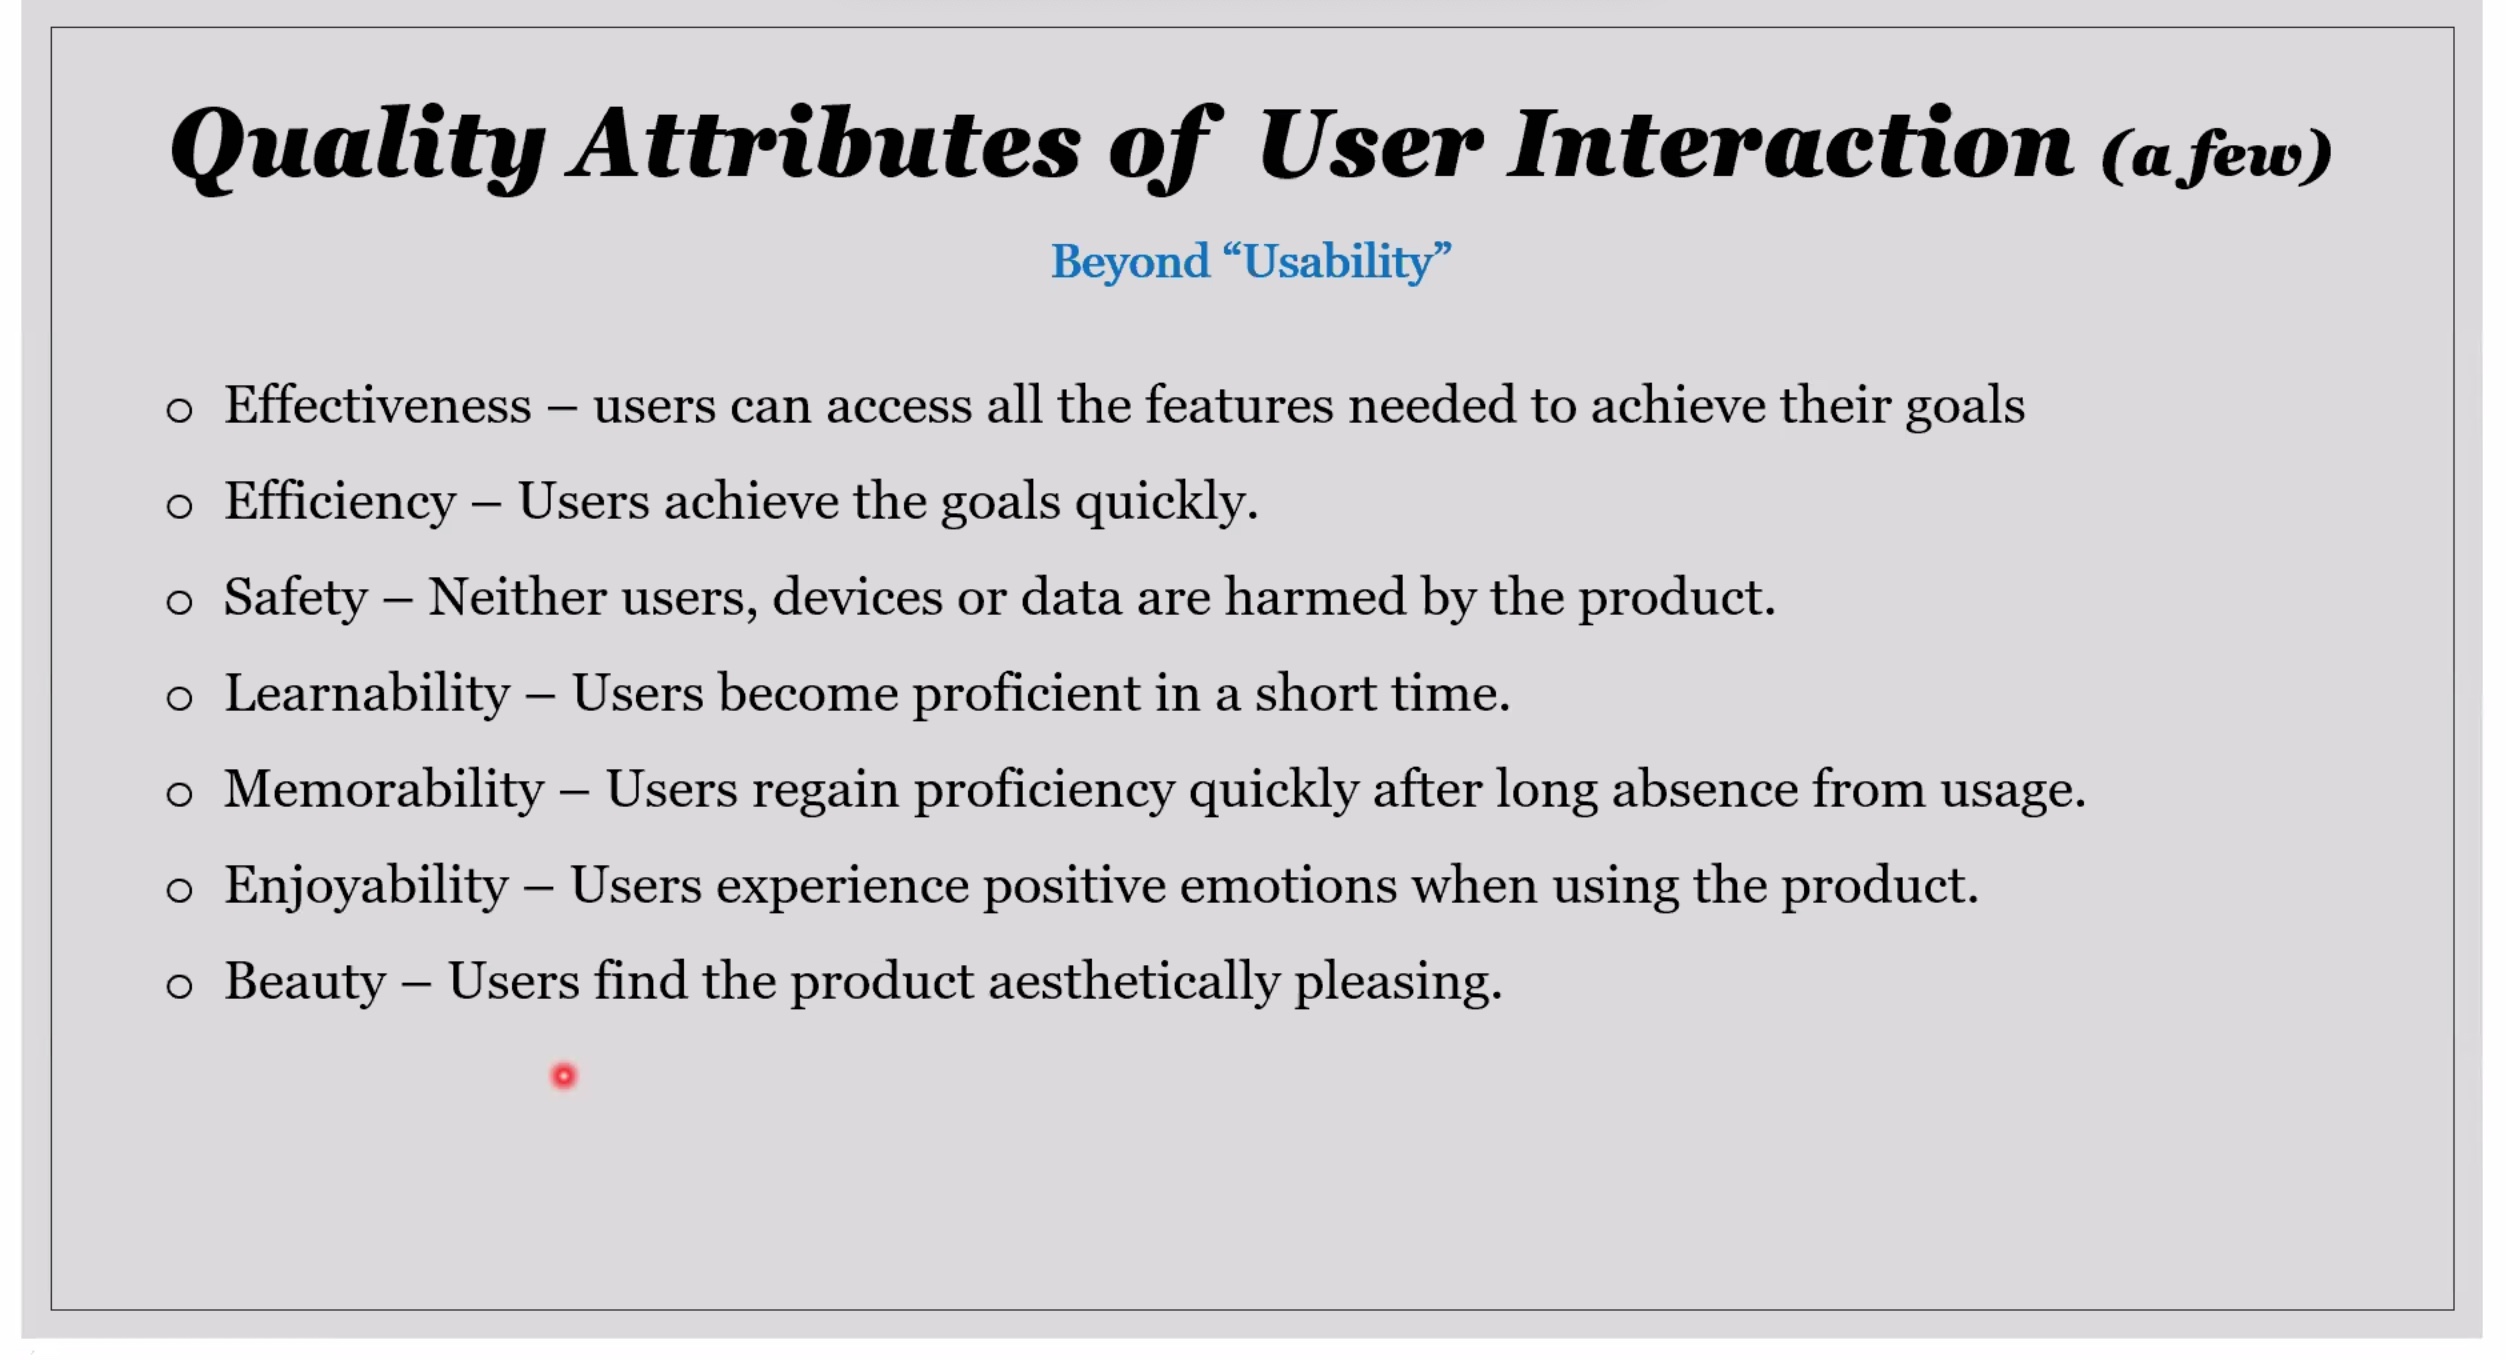 Quality Attributes of User Interaction (a few)
Beyond “Usability”
o Effectiveness – users can access all the features needed to achieve their goals
o Efficiency – Users achieve the goals quickly.
o Safety – Neither users, devices or data are harmed by the product.
o Learnability – Users become proficient in a short time.
o Memorability – Users regain proficiency quickly after long absence from usage.
o Enjoyability – Users experience positive emotions when using the product.
o Beauty – Users find the product aesthetically pleasing.